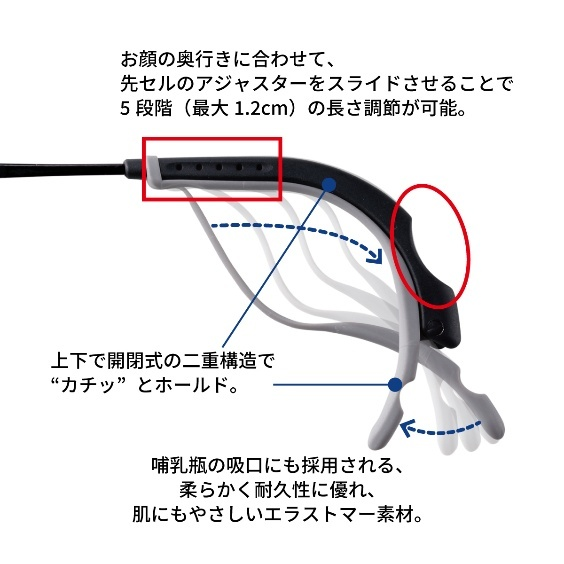 お顔の奥行きに合わせて、
先セルのアジャスターをスライドさせることで
5 段階（最大 1.2cm）の長さ調節が可能。
上下で開閉式の二重構造で
“カチッ” とホールド。
哺乳瓶の吸口にも採用される、
柔らかく耐久性に優れ、
肌にもやさしいエラストマー素材。